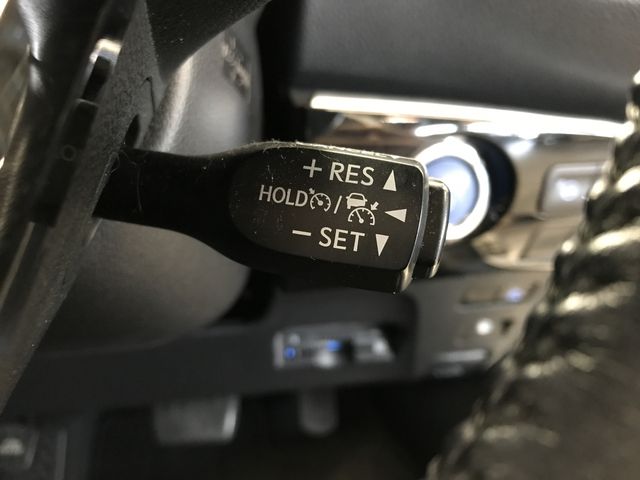 + RES ▲
HOLD / ◀
− SET ▼